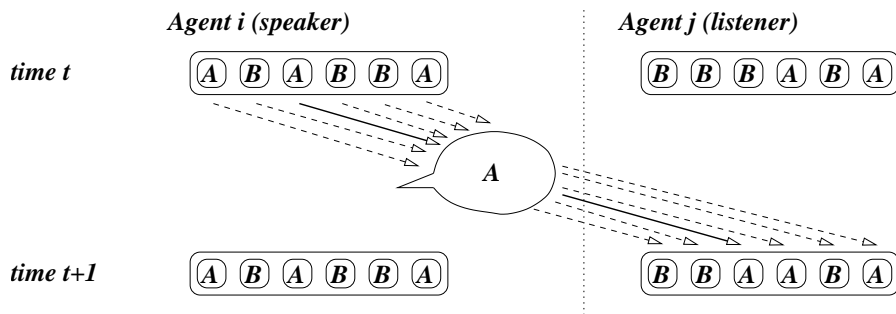 Agent i (speaker) Agent j (listener)
time t A B A B B A B B B A B A
A
time t+1 A B A B B A B B A A B A